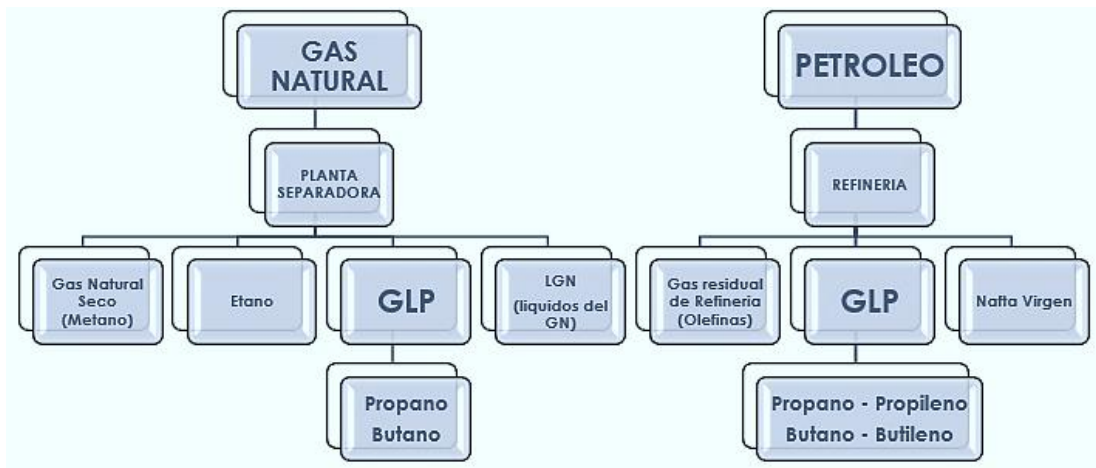 GAS
NATURAL
PLANTA
SEPARADORA
Gas Natural
Seco
(Metano)
Etano
GLP
LGN
(liquidos del
GN)
Propano
Butano
PETROLEO
REFINERIA
Gas residual
de Refineria
(Olefinas)
GLP
Nafta Virgen
Propano - Propileno
Butano - Butileno